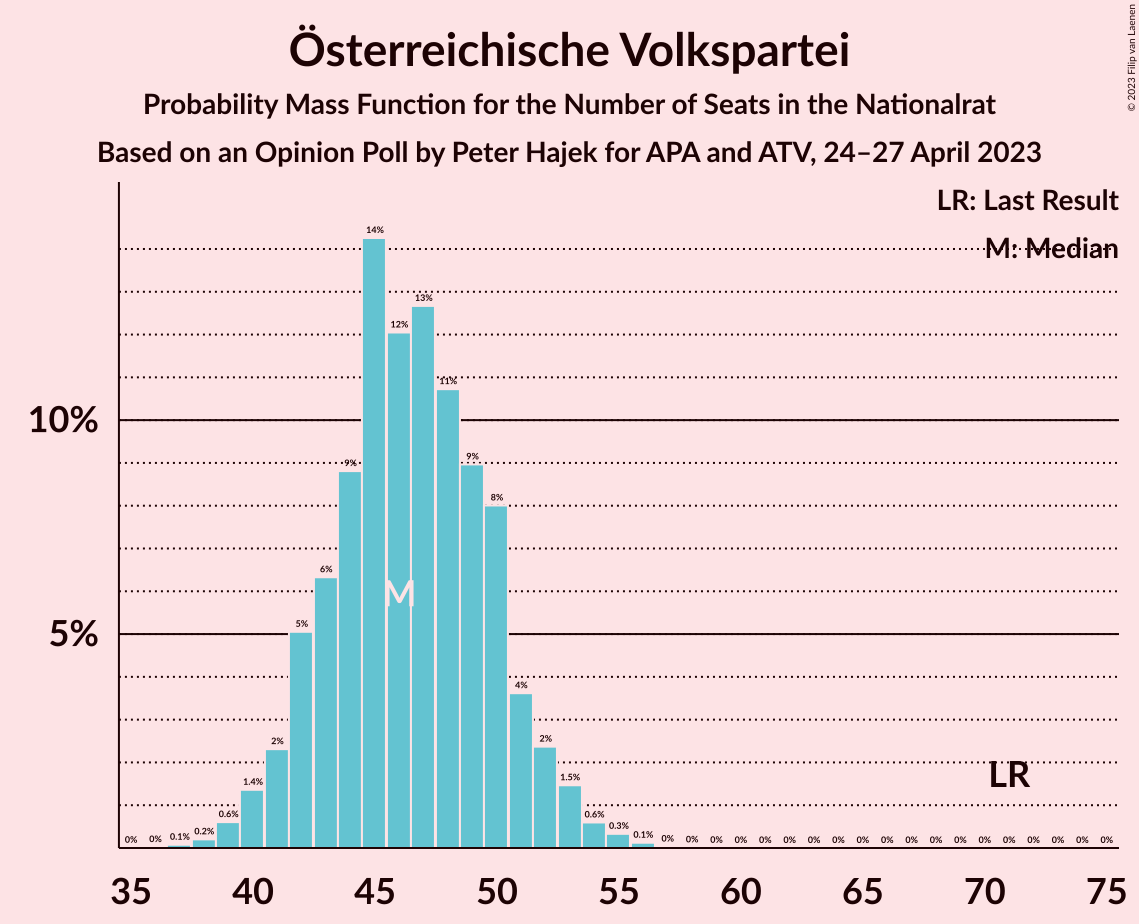 Österreichische Volkspartei
Probability Mass Function for the Number of Seats in the Nationalrat
Based on an Opinion Poll by Peter Hajek for APA and ATV, 24–27 April 2023
© 2023 Filip van Laenen
LR: Last Result
M: Median
10%
5%
0% 0% 0.1% 0.2% 0.6% 1.4% 2% 5% 6% 9% 14% 12% 13% 11% 9% 8% 4% 2% 1.5% 0.6% 0.3% 0.1% 0% 0% 0% 0% 0% 0% 0% 0% 0% 0% 0% 0% 0% 0% 0% 0% 0% 0% 0%
M
LR
35 40 45 50 55 60 65 70 75